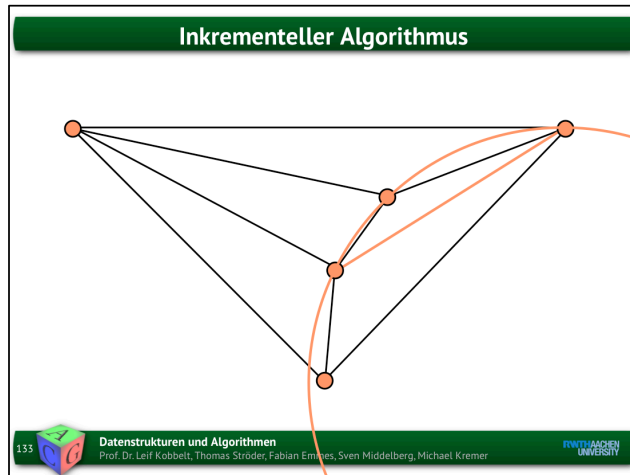 Inkrementeller Algorithmus
133
A
C G
Datenstrukturen und Algorithmen
Prof. Dr. Leif Kobbelt, Thomas Ströder, Fabian Emmes, Sven Middelberg, Michael Kremer
RWTHAACHEN
UNIVERSITY